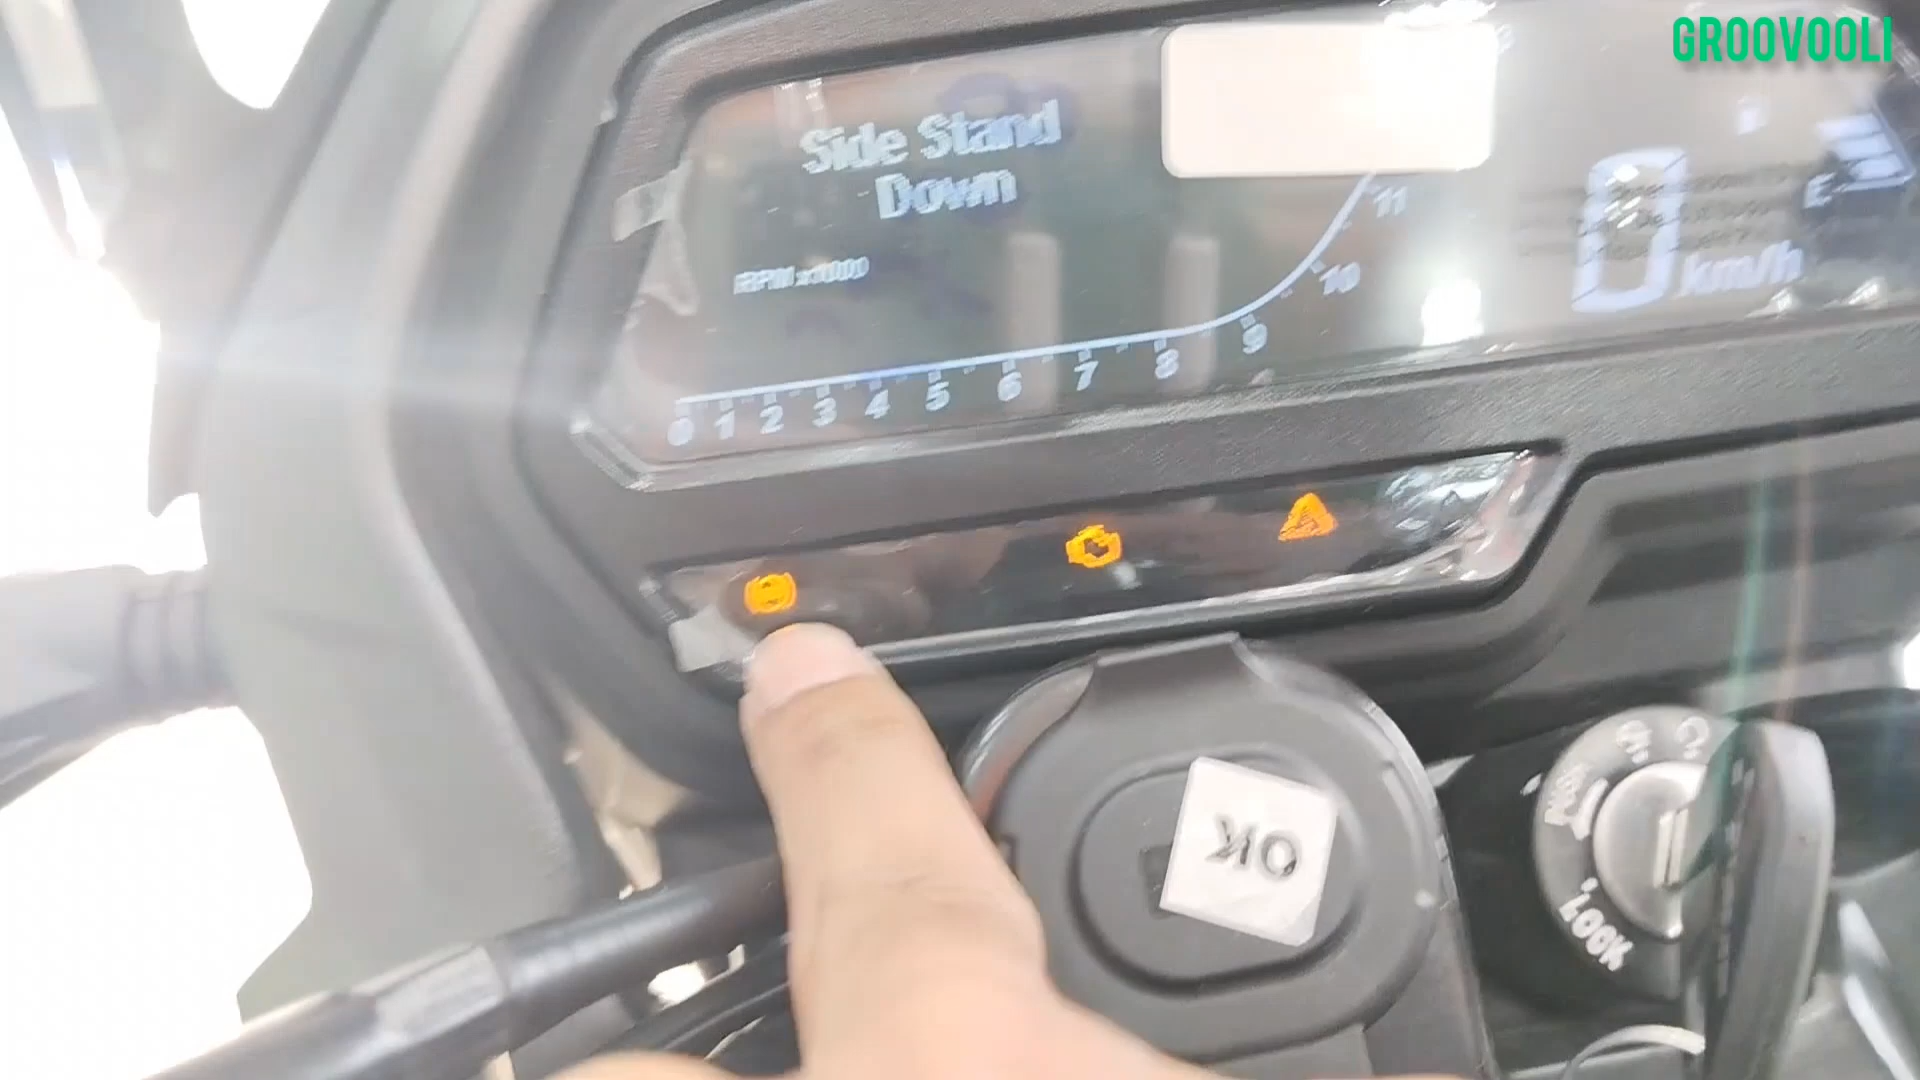 GROOVOOLI
Side Stand
Down
RPM x1000
0 1 2 3 4 5 6 7 8 9 10 11
0 km/h
E
OK
LOCK